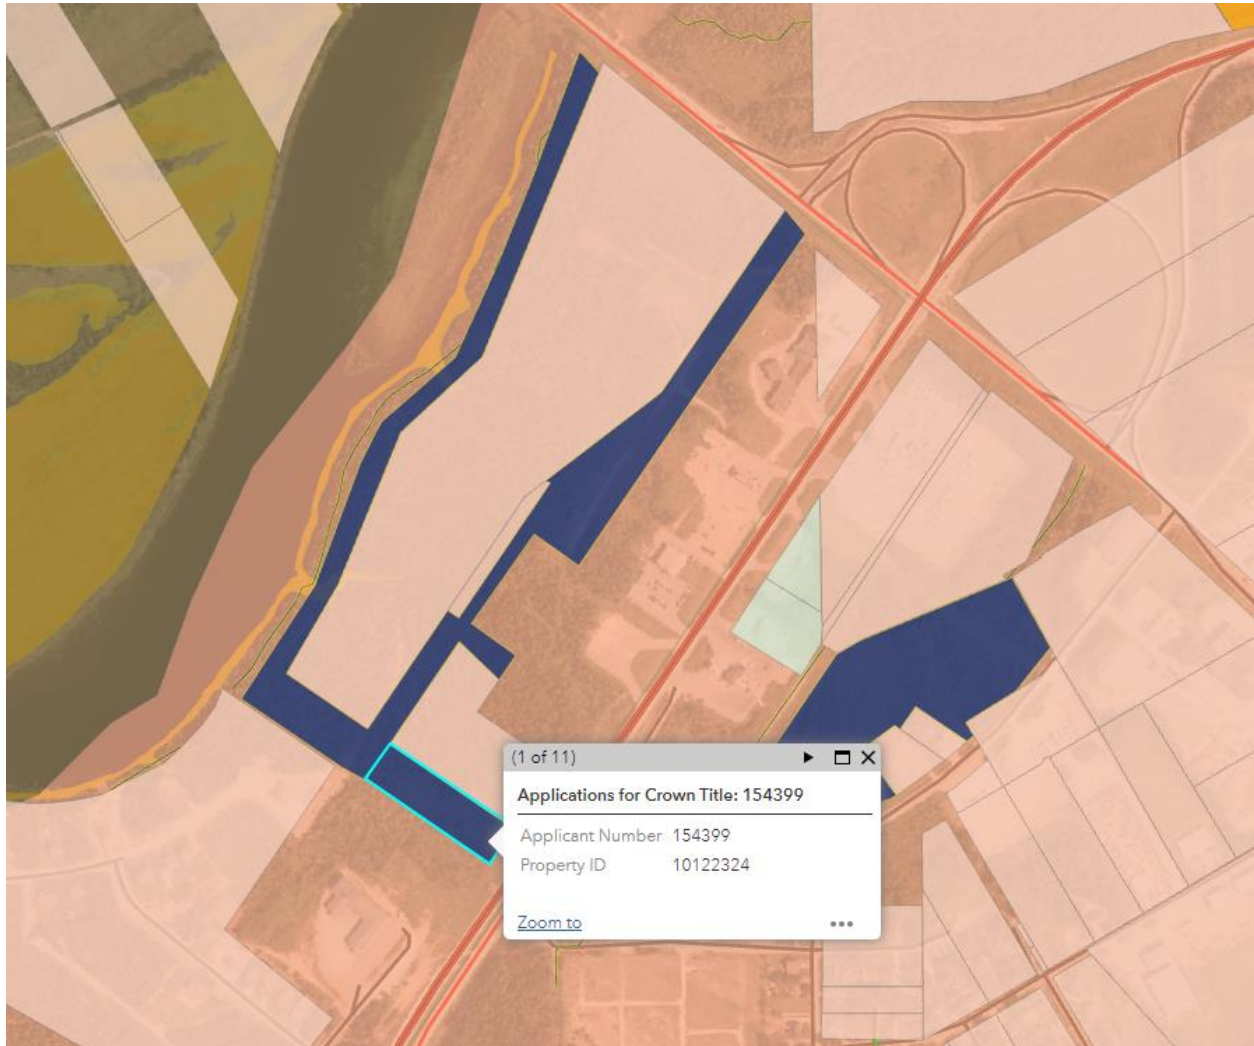 (1 of 11)
Applications for Crown Title: 154399
Applicant Number 154399
Property ID 10122324
Zoom to